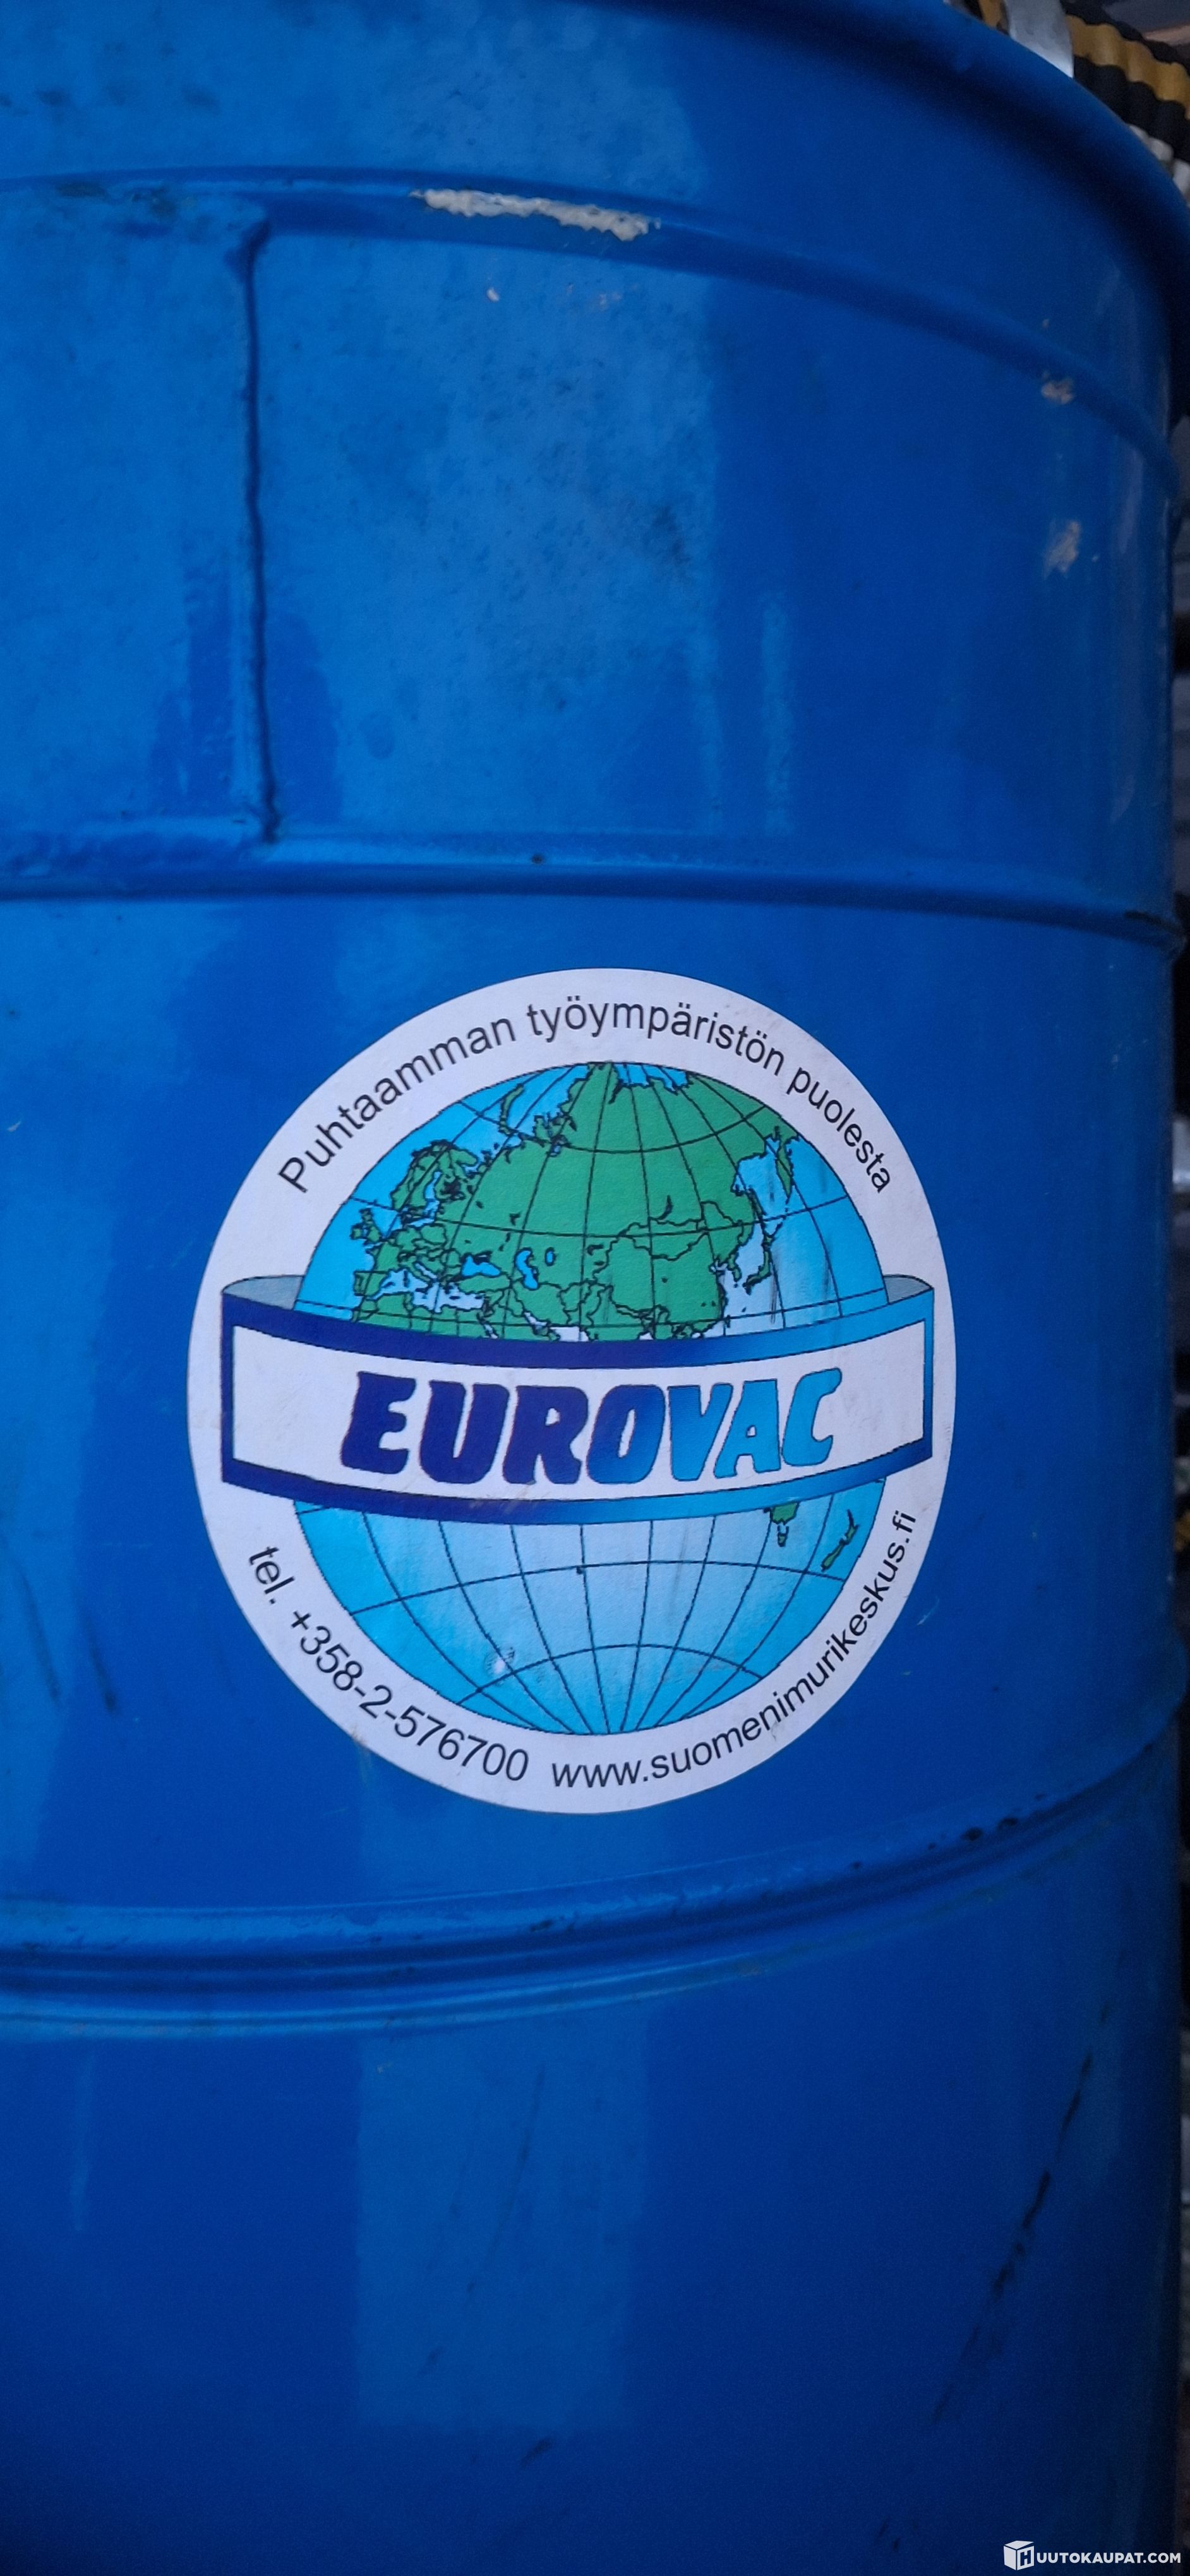 Puhtaamman työympäristön puolesta
EUROVAC
tel. +358-2-576700 www.suomenimurikeskus.fi
HUUTOKAUPAT.COM